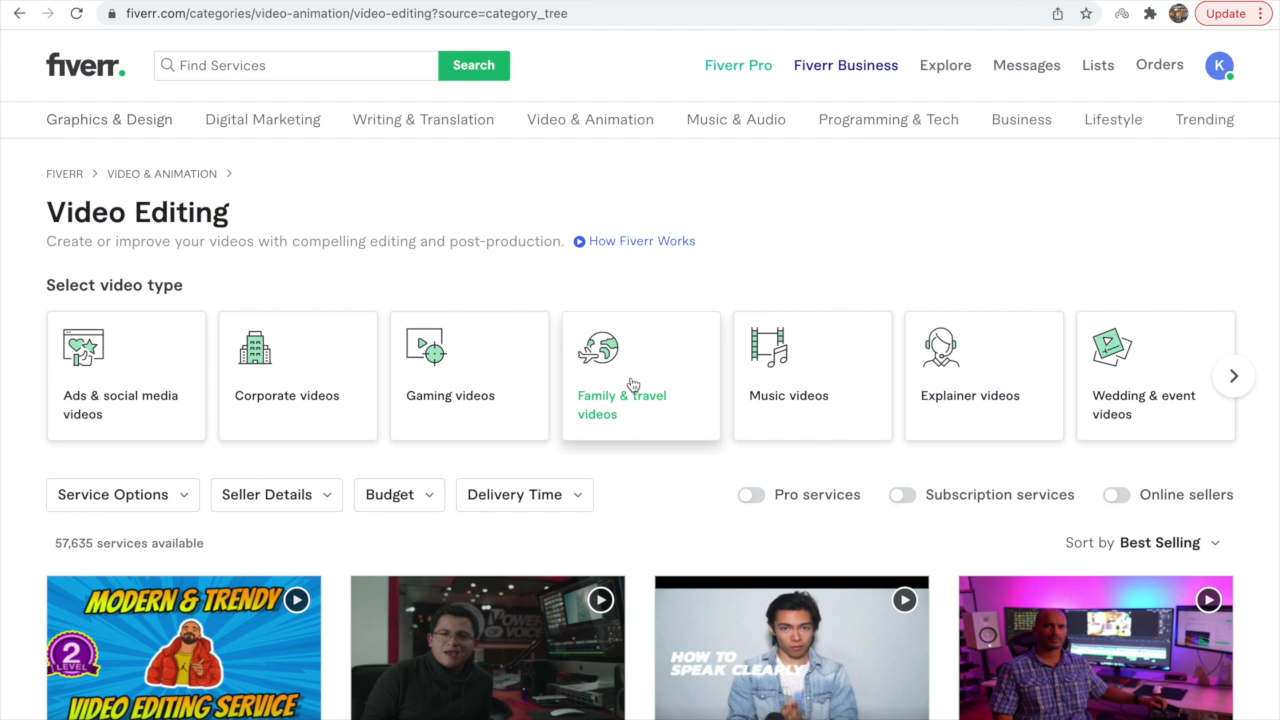 fiverr.com/categories/video-animation/video-editing?source=category_tree
Update
fiverr.
Find Services
Search
Fiverr Pro
Fiverr Business
Explore
Messages
Lists
Orders
K
Graphics & Design
Digital Marketing
Writing & Translation
Video & Animation
Music & Audio
Programming & Tech
Business
Lifestyle
Trending
FIVERR > VIDEO & ANIMATION >
Video Editing
Create or improve your videos with compelling editing and post-production.
How Fiverr Works
Select video type
Ads & social media
videos
Corporate videos
Gaming videos
Family & travel
videos
Music videos
Explainer videos
Wedding & event
videos
Service Options
Seller Details
Budget
Delivery Time
Pro services
Subscription services
Online sellers
57,635 services available
Sort by Best Selling
MODERN & TRENDY
2
LEVEL
VIDEO EDITING SERVICE
POWER
VOICE
HOW TO
SPEAK CLEARLY